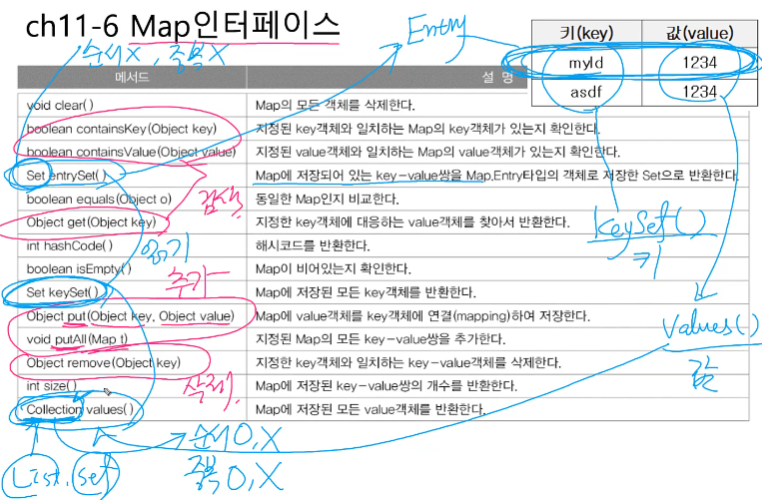 ch11-6 Map인터페이스
Entry
순서X, 중복X
키(key) 값(value)
myId 1234
asdf 1234
메서드 설 명
void clear( ) Map의 모든 객체를 삭제한다.
boolean containsKey(Object key) 지정된 key객체와 일치하는 Map의 key객체가 있는지 확인한다.
boolean containsValue(Object value) 지정된 value객체와 일치하는 Map의 value객체가 있는지 확인한다.
Set entrySet( ) Map에 저장되어 있는 key-value쌍을 Map.Entry타입의 객체로 저장한 Set으로 반환한다.
boolean equals(Object o) 동일한 Map인지 비교한다.
검색
Object get(Object key) 지정한 key객체에 대응하는 value객체를 찾아서 반환한다.
keySet()
int hashCode( ) 해시코드를 반환한다.
읽기
키
boolean isEmpty( ) Map이 비어있는지 확인한다.
추가
Set keySet( ) Map에 저장된 모든 key객체를 반환한다.
Object put(Object key, Object value) Map에 value객체를 key객체에 연결(mapping)하여 저장한다.
values()
void putAll(Map t) 지정된 Map의 모든 key-value쌍을 추가한다.
Object remove(Object key) 지정한 key객체와 일치하는 key-value객체를 삭제한다.
값
삭제
int size( ) Map에 저장된 key-value쌍의 개수를 반환한다.
Collection values( ) Map에 저장된 모든 value객체를 반환한다.
순서O,X
List, Set
중복O,X